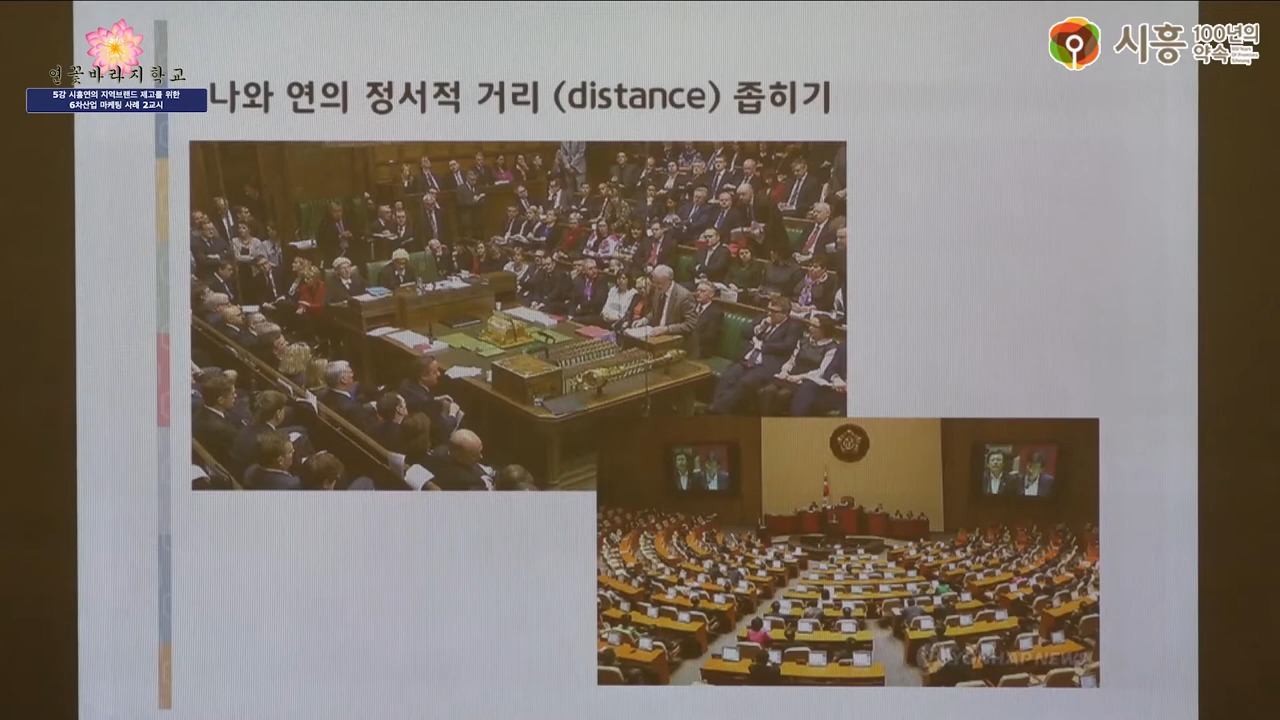 연꽃바라지학교
5강 시흥연의 지역브랜드 제고를 위한
6차산업 마케팅 사례 2교시
시흥
100년의
약속
나와 연의 정서적 거리 (distance) 좁히기
YONHAP NEWS